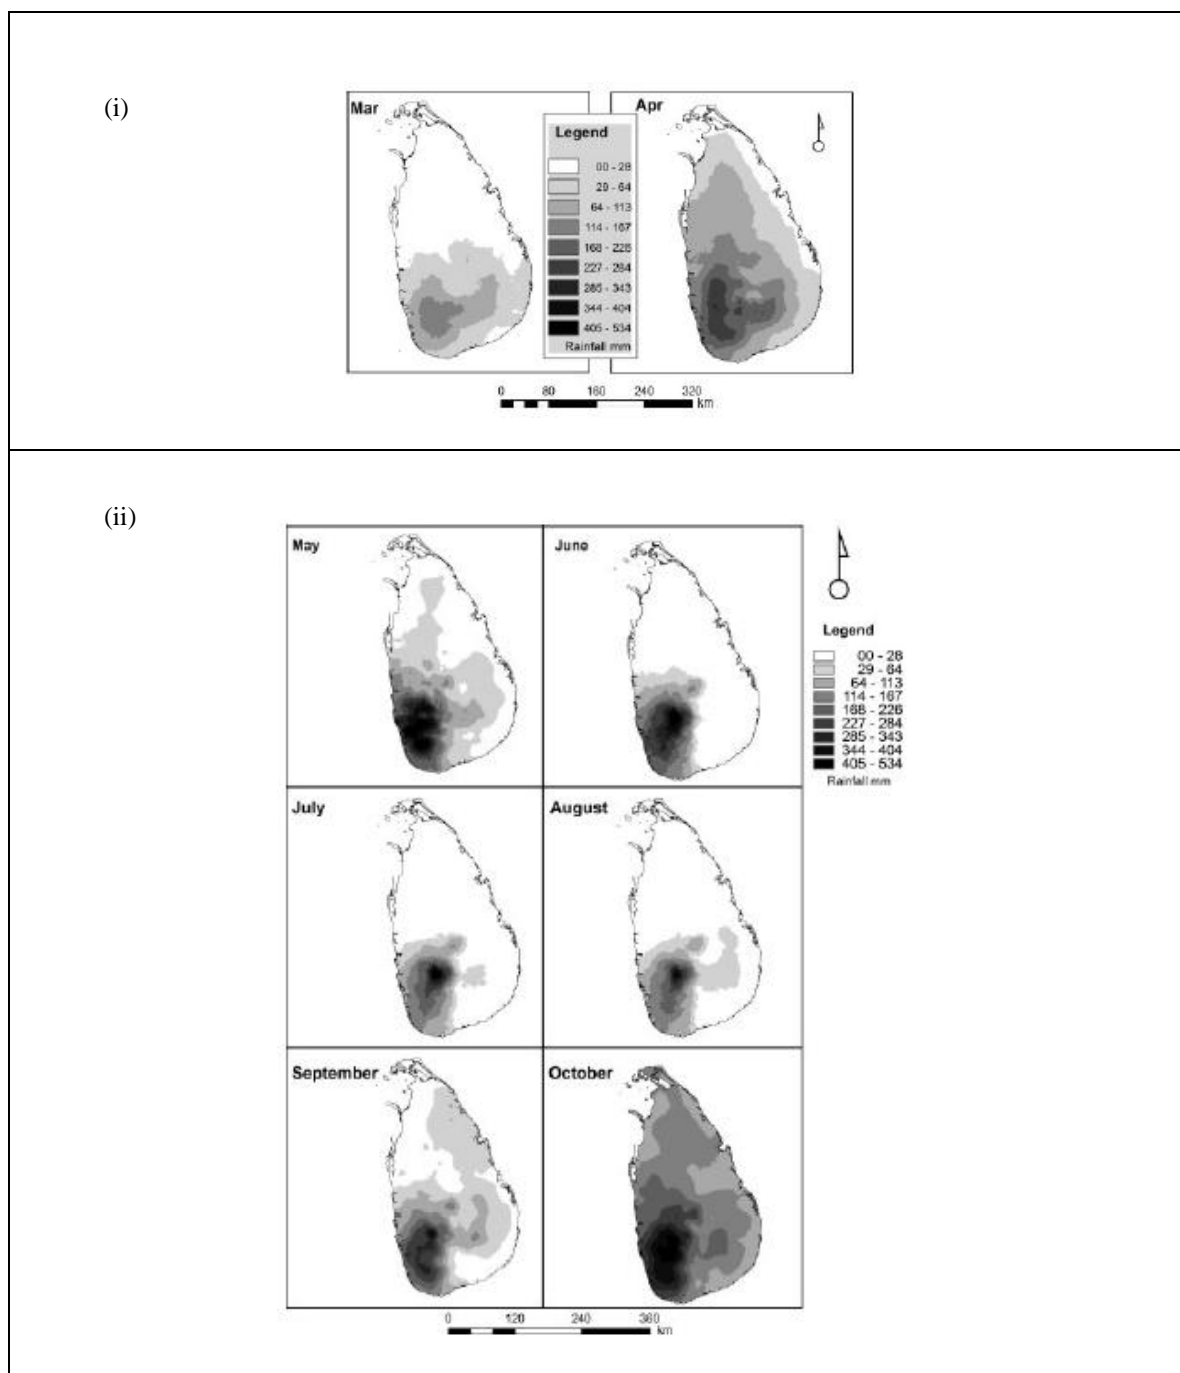 (i)
Mar
Apr
Legend
00 - 28
29 - 64
64 - 113
114 - 167
168 - 226
227 - 284
285 - 343
344 - 404
405 - 534
Rainfall mm
0 80 160 240 320
km
(ii)
May
June
Legend
00 - 28
29 - 64
64 - 113
114 - 167
168 - 226
227 - 284
285 - 343
344 - 404
405 - 534
Rainfall mm
July
August
September
October
0 120 240 360
km